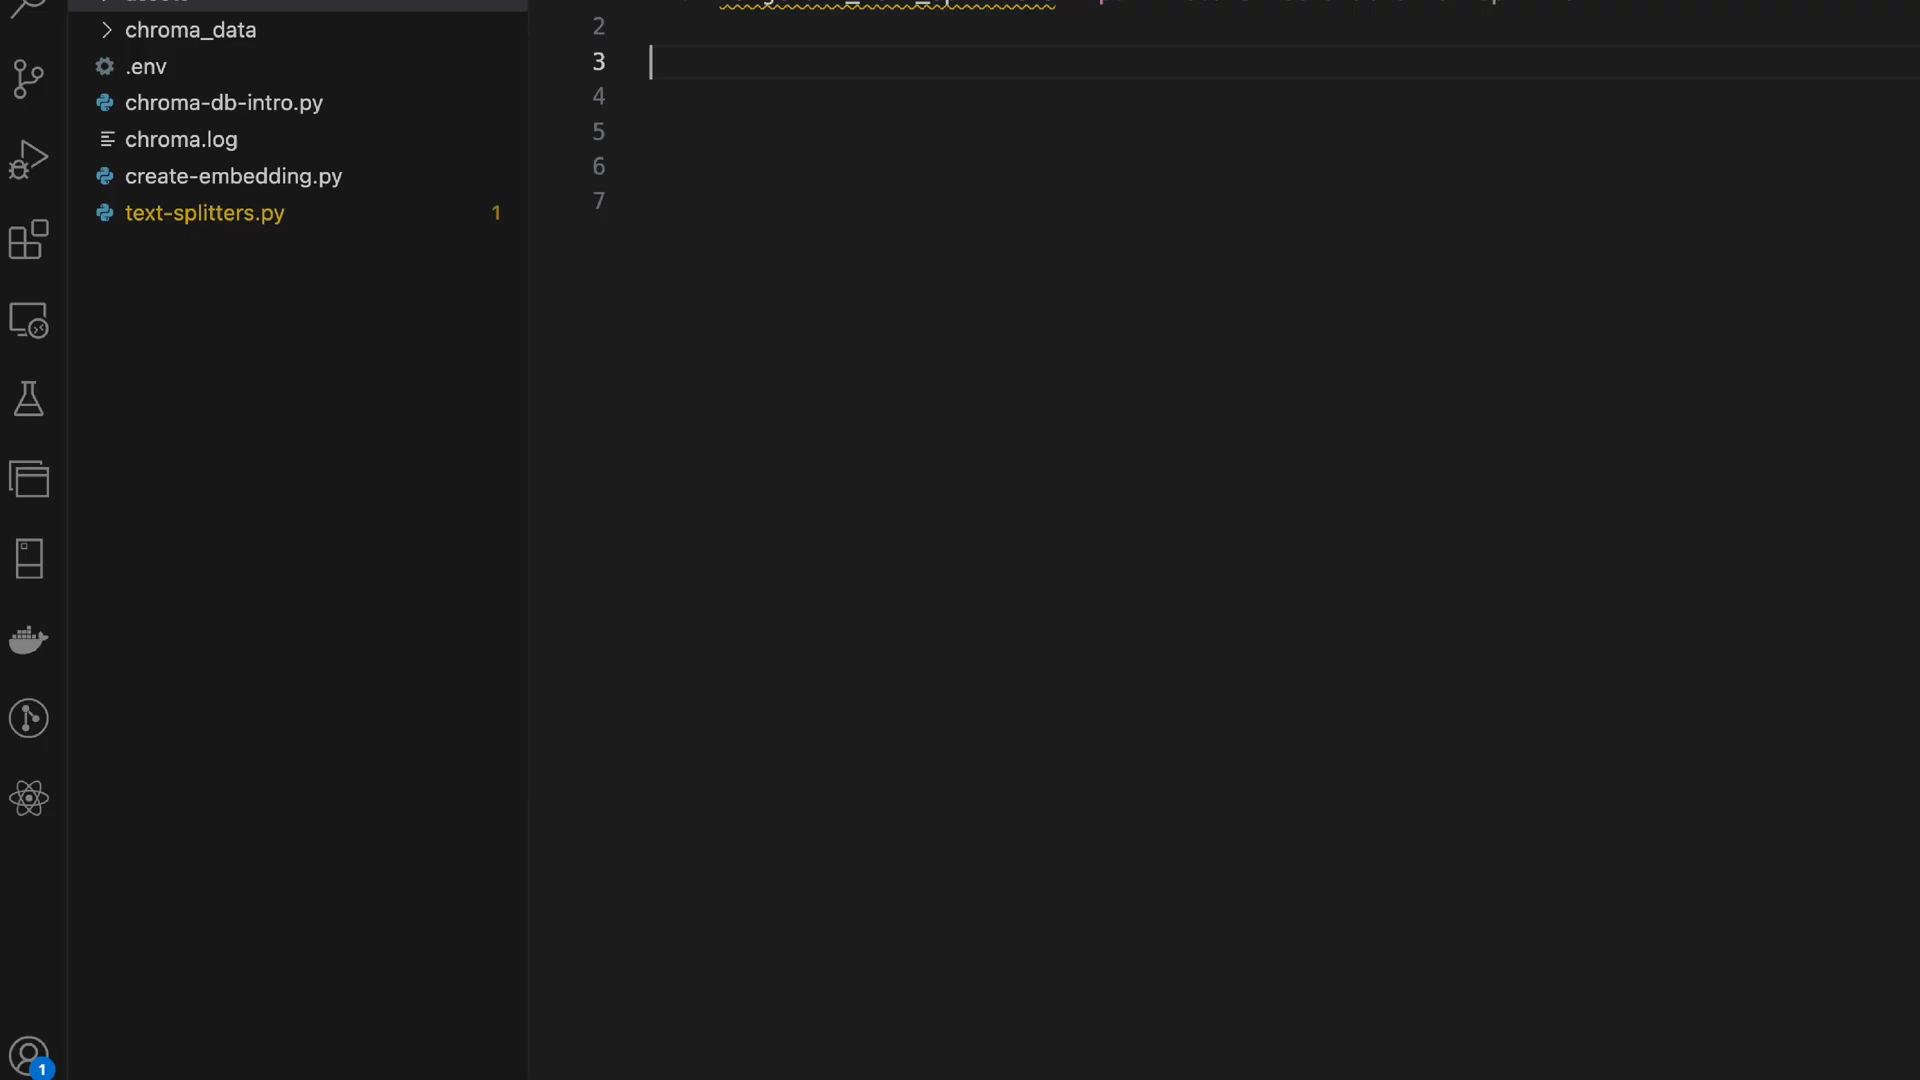 chroma_data
.env
chroma-db-intro.py
chroma.log
create-embedding.py
text-splitters.py 1
2
3
4
5
6
7
1